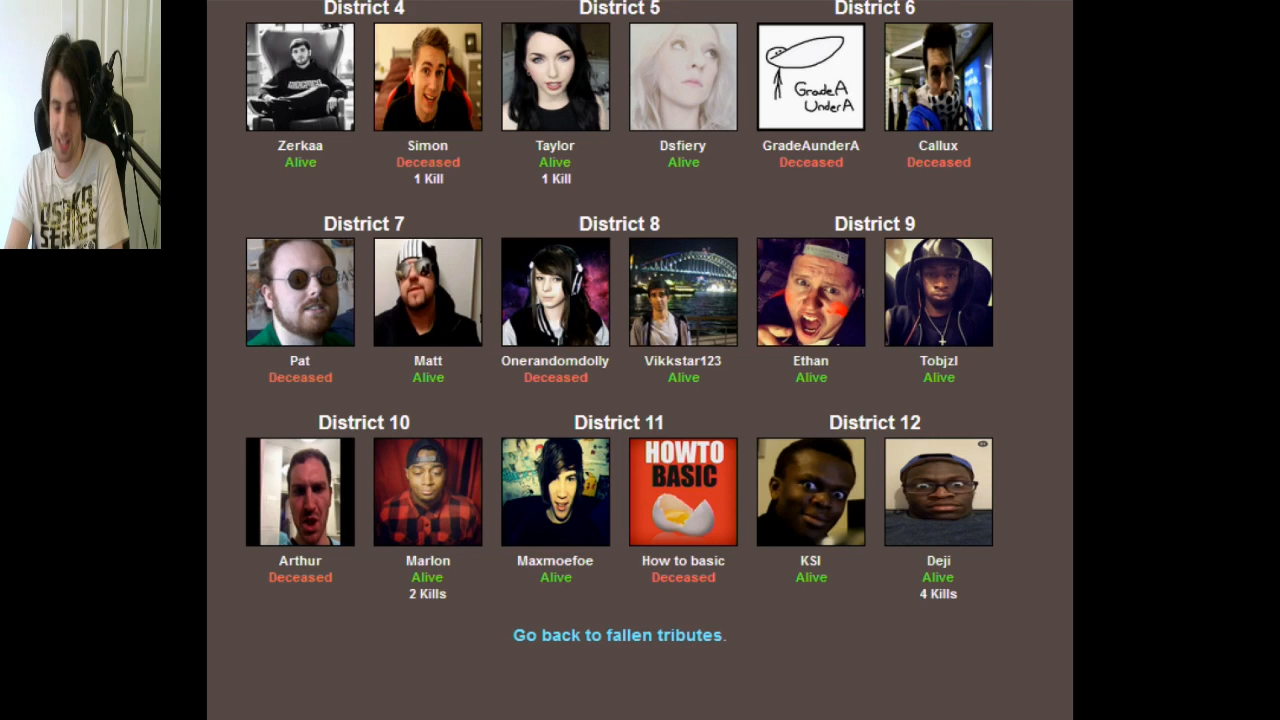 District 4 District 5 District 6
GradeA
UnderA
Zerkaa Simon Taylor Dsfiery GradeAunderA Callux
Alive Deceased Alive Alive Deceased Deceased
1 Kill 1 Kill
District 7 District 8 District 9
Pat Matt Onerandomdolly Vikkstar123 Ethan Tobjzl
Deceased Alive Deceased Alive Alive Alive
District 10 District 11 District 12
HOWTO
BASIC
Arthur Marlon Maxmoefoe How to basic KSI Deji
Deceased Alive Alive Deceased Alive Alive
2 Kills 4 Kills
Go back to fallen tributes.